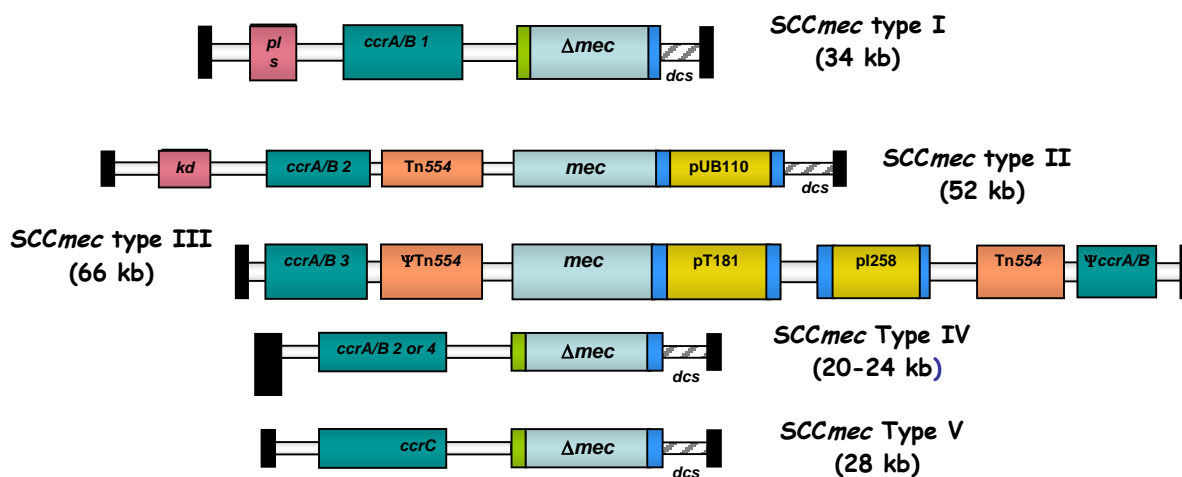 pl
s
ccrA/B 1
Δmec
dcs
SCCmec type I
(34 kb)
kd
ccrA/B 2
Tn554
mec
pUB110
dcs
SCCmec type II
(52 kb)
SCCmec type III
(66 kb)
ccrA/B 3
ΨTn554
mec
pT181
pI258
Tn554
ΨccrA/B
ccrA/B 2 or 4
Δmec
dcs
SCCmec Type IV
(20-24 kb)
ccrC
Δmec
dcs
SCCmec Type V
(28 kb)